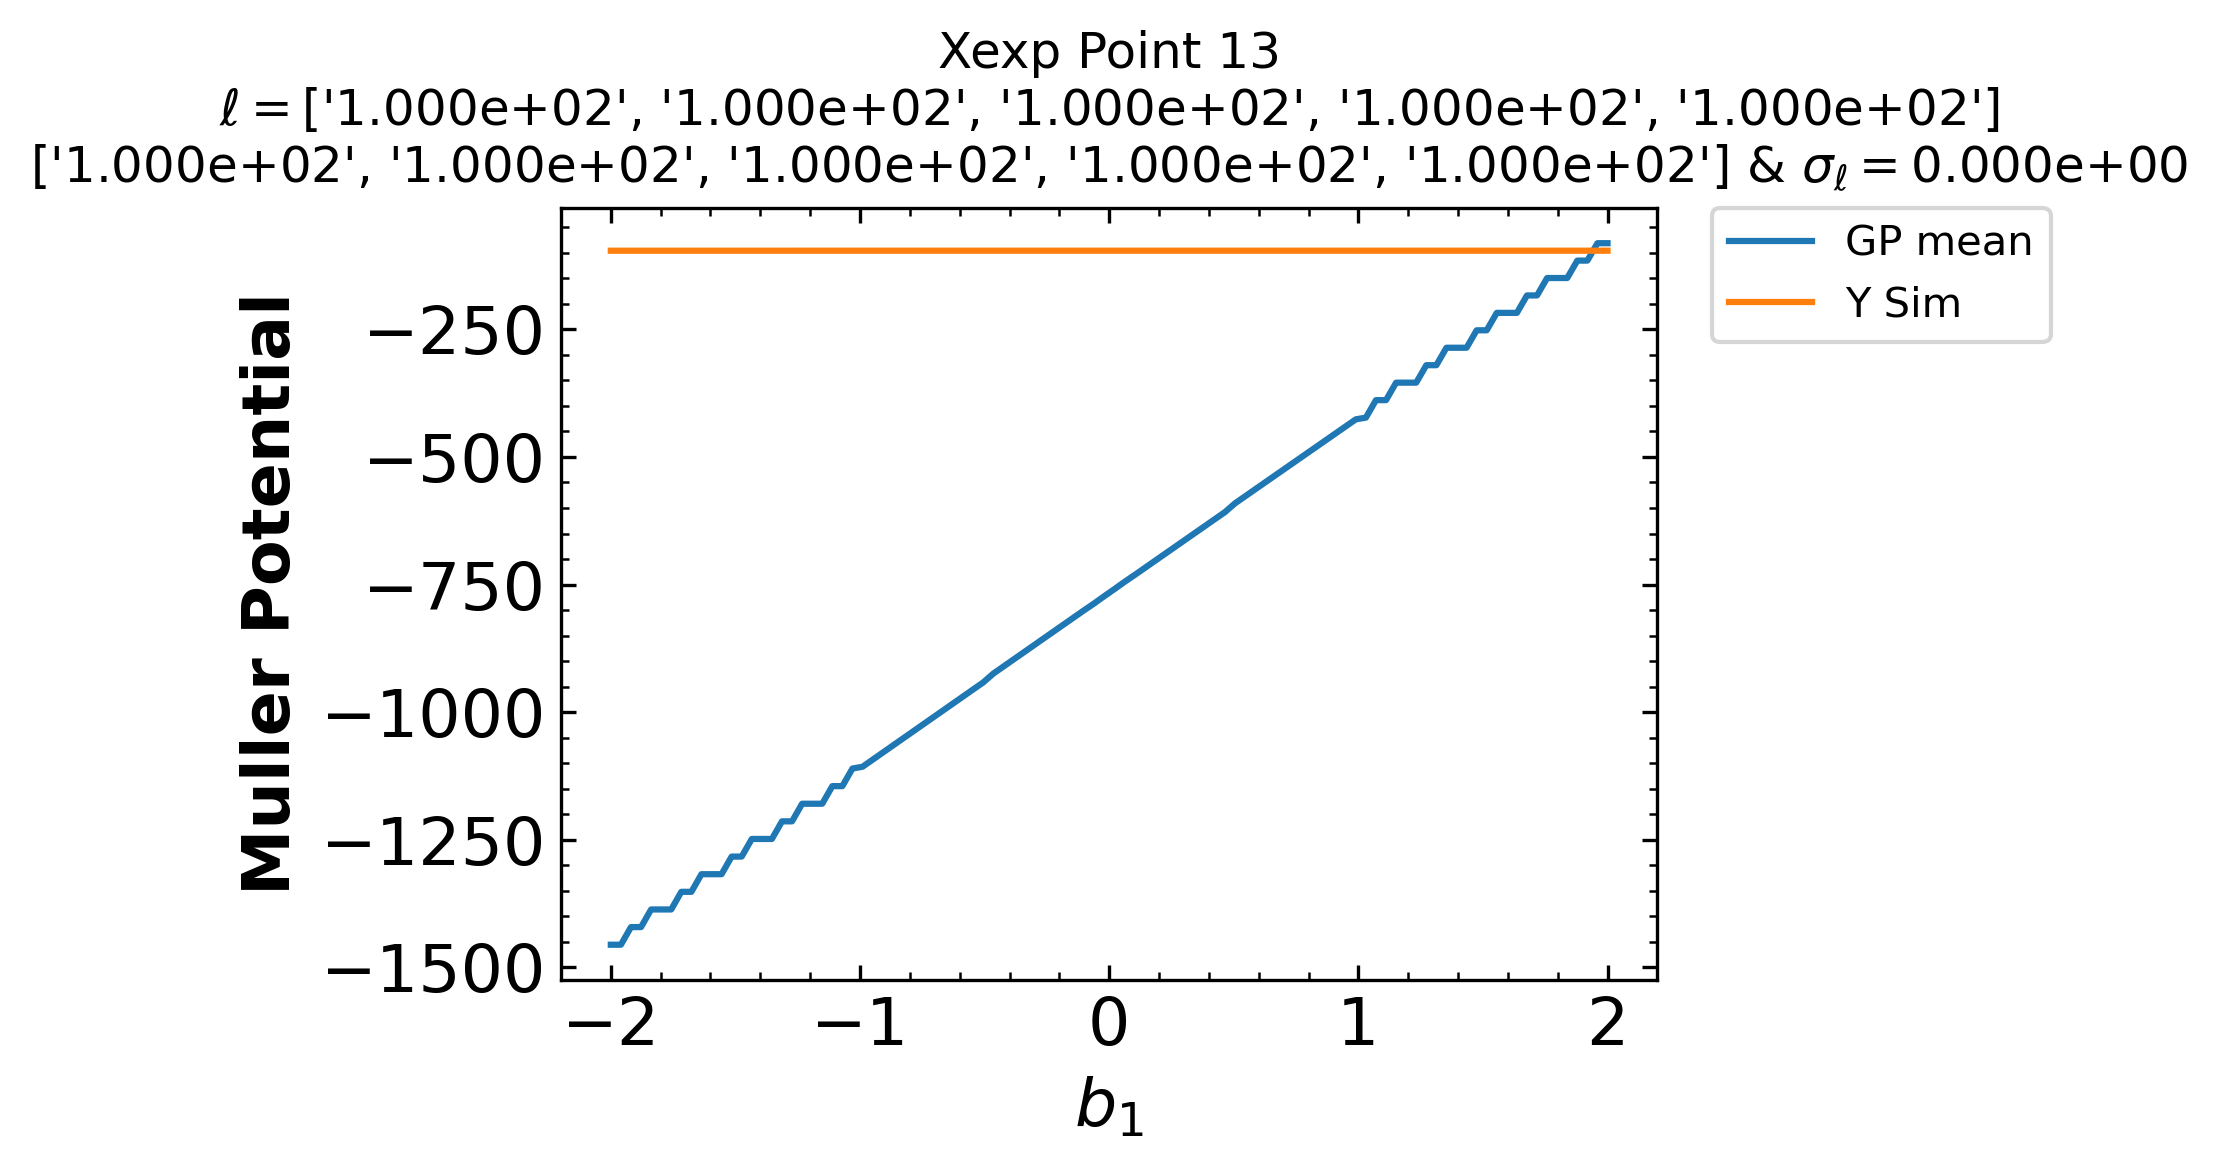 Xexp Point 13
ℓ = ['1.000e+02', '1.000e+02', '1.000e+02', '1.000e+02', '1.000e+02']
['1.000e+02', '1.000e+02', '1.000e+02', '1.000e+02', '1.000e+02'] & σℓ = 0.000e+00
GP mean
Y Sim
Muller Potential
−250
−500
−750
−1000
−1250
−1500
−2 −1 0 1 2
b₁